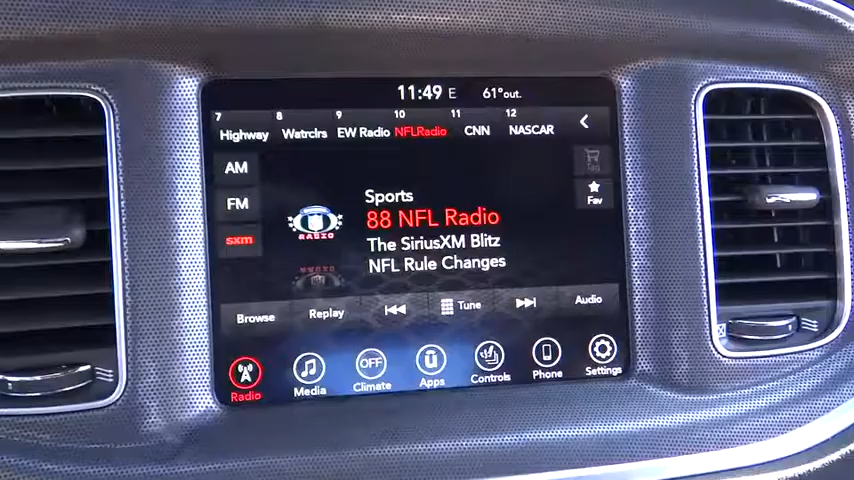 11:49 E 61°out.
7 8 9 10 11 12
Highway Watrclrs EW Radio NFLRadio CNN NASCAR
AM
Tag
FM
Fav
sxm
Sports
88 NFL Radio
The SiriusXM Blitz
NFL Rule Changes
RADIO
Browse Replay Tune Audio
Radio Media OFF Climate Apps Controls Phone Settings